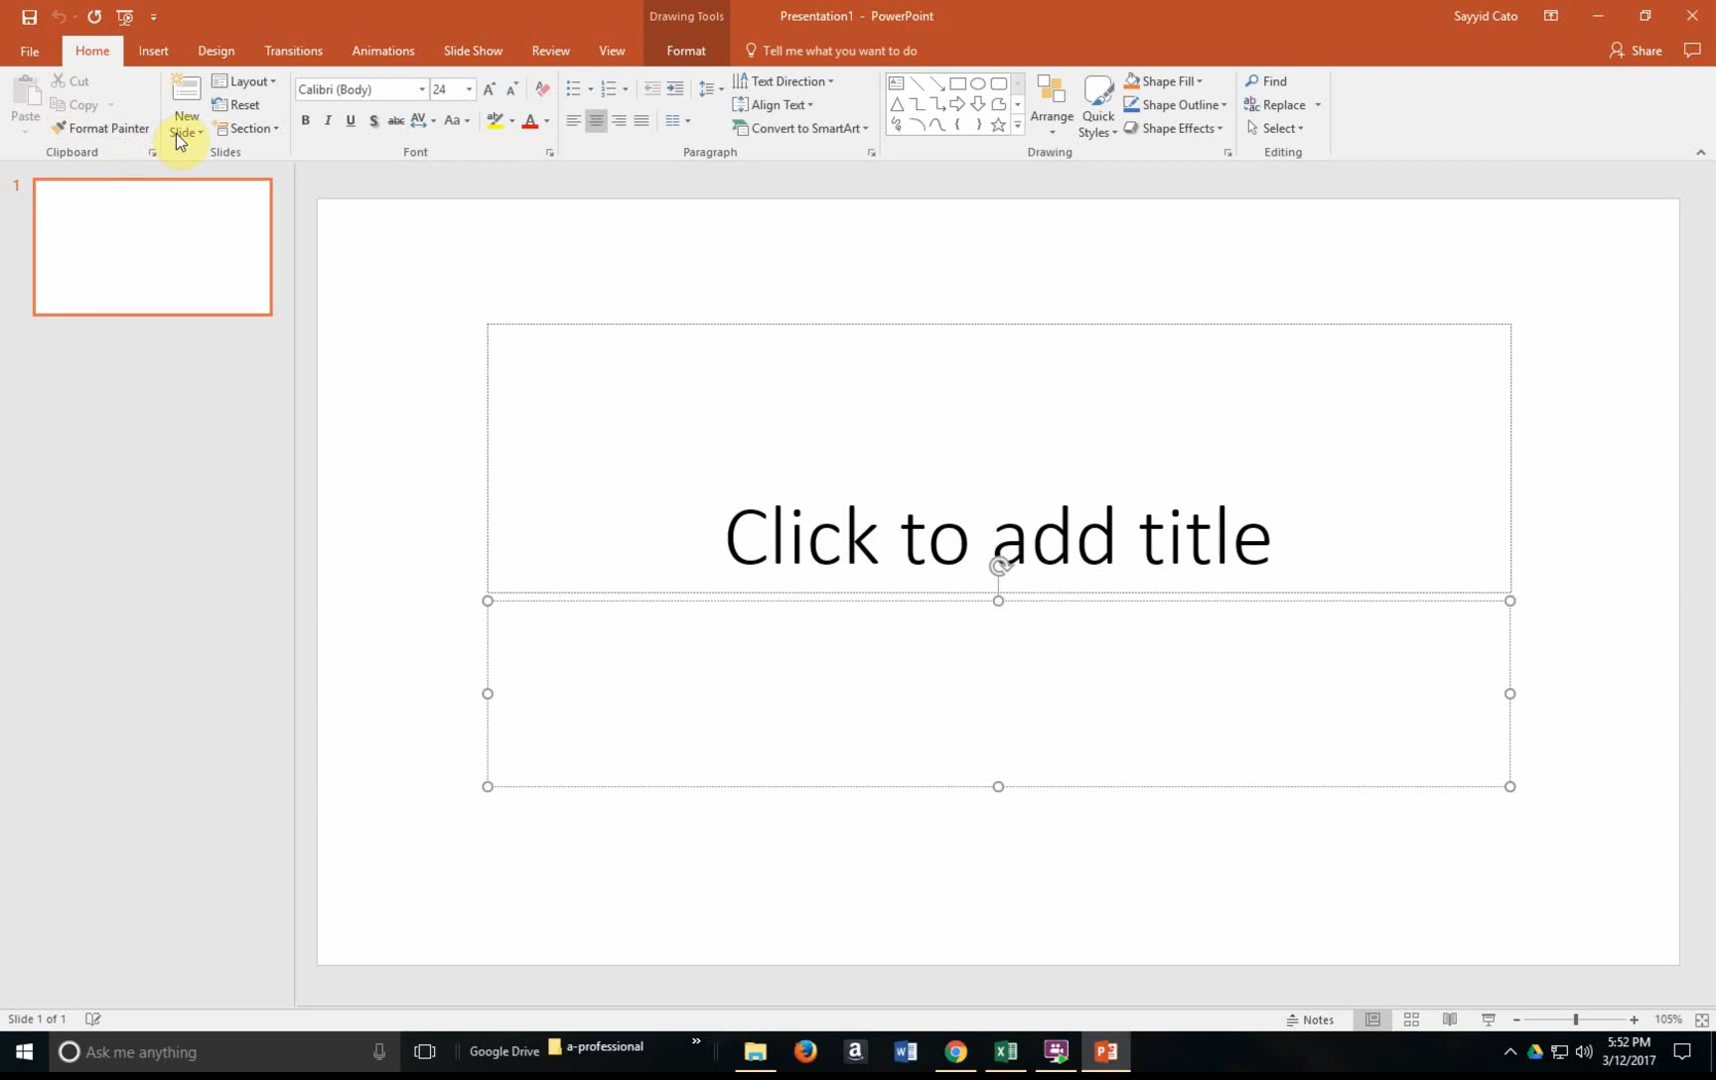 Drawing Tools
Presentation1 - PowerPoint
Sayyid Cato
File Home Insert Design Transitions Animations Slide Show Review View Format Tell me what you want to do Share
Paste
Cut
Copy
Format Painter
Clipboard
New
Slide
Layout
Reset
Section
Slides
Calibri (Body) 24
B I U S abc AV Aa A
Font
Text Direction
Align Text
Convert to SmartArt
Paragraph
Arrange
Quick
Styles
Shape Fill
Shape Outline
Shape Effects
Drawing
Find
Replace
Select
Editing
1
Click to add title
Slide 1 of 1
Notes
105%
Ask me anything
Google Drive
a-professional
5:52 PM
3/12/2017